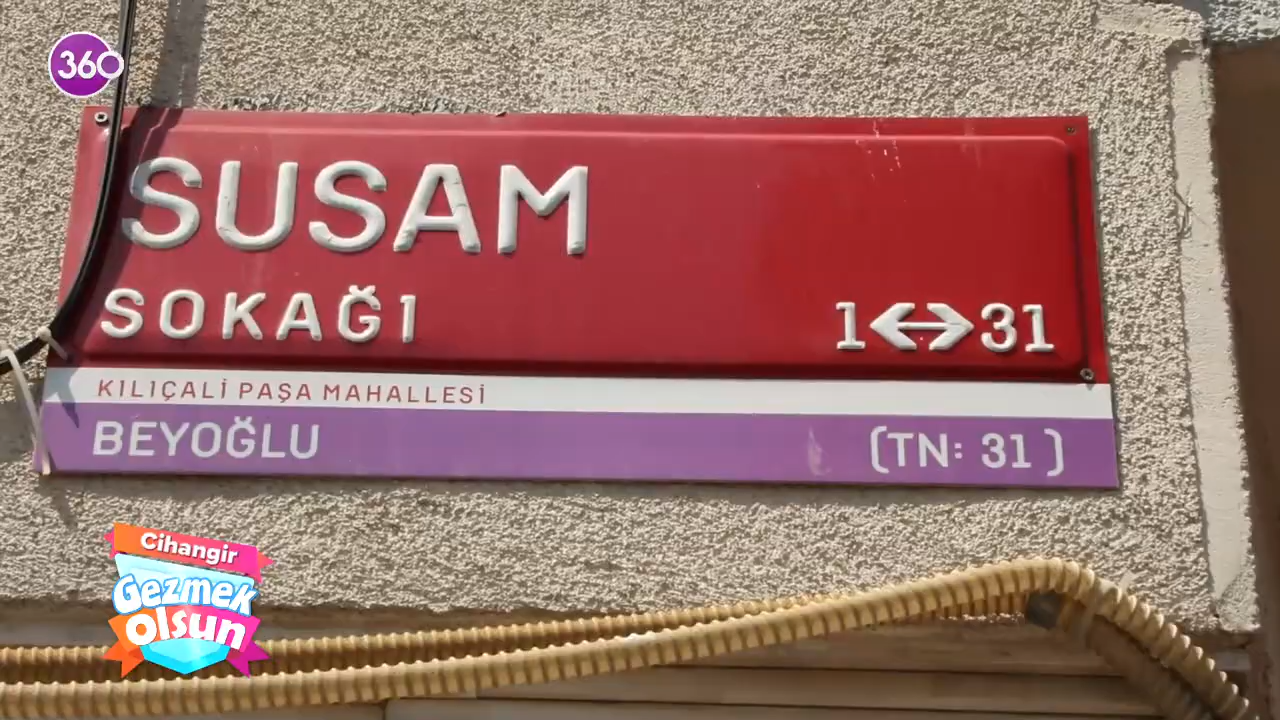 360
SUSAM
SOKAĞI
1↔31
KILIÇALİ PAŞA MAHALLESİ
BEYOĞLU
(TN: 31 )
Cihangir
Gezmek
olsun